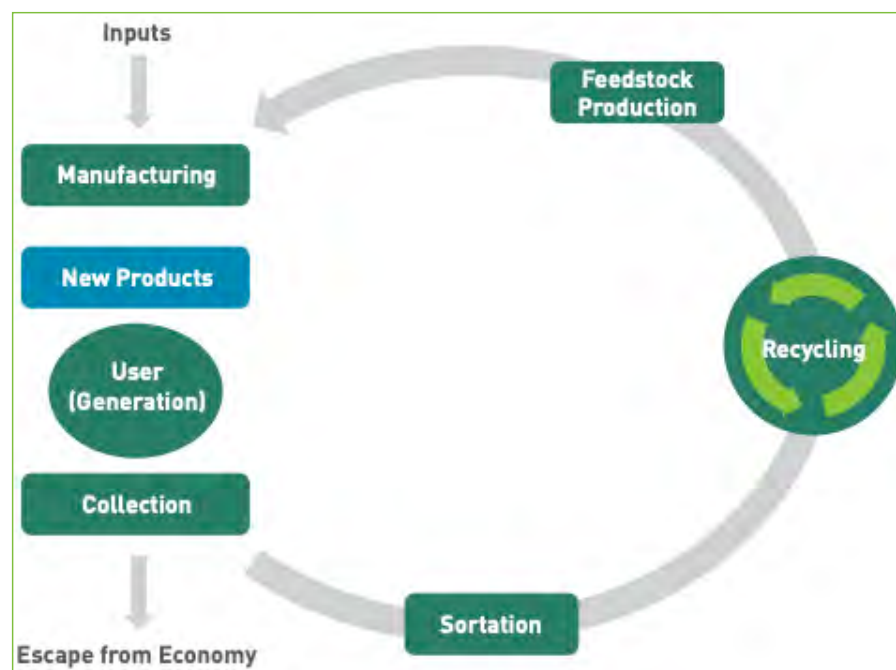 Inputs
Feedstock
Production
Manufacturing
New Products
User
(Generation)
Recycling
Collection
Sortation
Escape from Economy